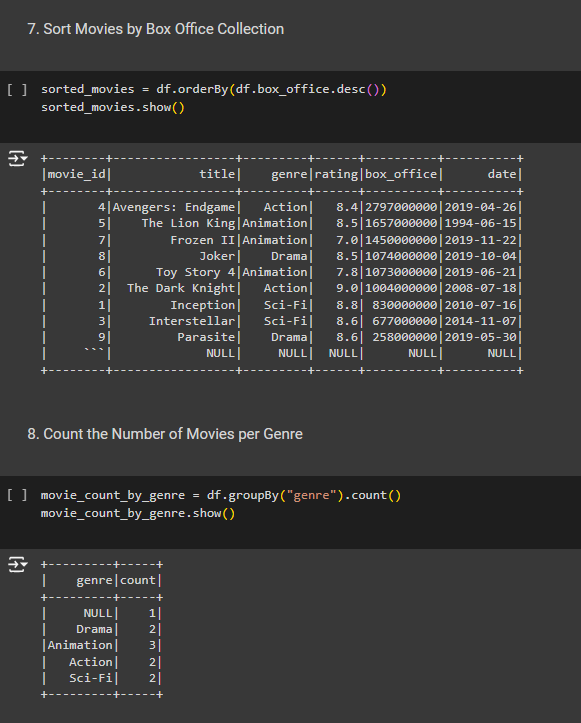 7. Sort Movies by Box Office Collection
[ ] sorted_movies = df.orderBy(df.box_office.desc())
sorted_movies.show()
+--------+-----------------+---------+------+----------+----------+
|movie_id|            title|    genre|rating|box_office|      date|
+--------+-----------------+---------+------+----------+----------+
|       4|Avengers: Endgame|   Action|   8.4|2797000000|2019-04-26|
|       5|    The Lion King|Animation|   8.5|1657000000|1994-06-15|
|       7|        Frozen II|Animation|   7.0|1450000000|2019-11-22|
|       8|            Joker|    Drama|   8.5|1074000000|2019-10-04|
|       6|      Toy Story 4|Animation|   7.8|1073000000|2019-06-21|
|       2|  The Dark Knight|   Action|   9.0|1004000000|2008-07-18|
|       1|        Inception|   Sci-Fi|   8.8| 830000000|2010-07-16|
|       3|     Interstellar|   Sci-Fi|   8.6| 677000000|2014-11-07|
|       9|         Parasite|    Drama|   8.6| 258000000|2019-05-30|
|     ```|             NULL|     NULL|  NULL|      NULL|      NULL|
+--------+-----------------+---------+------+----------+----------+
8. Count the Number of Movies per Genre
[ ] movie_count_by_genre = df.groupBy("genre").count()
movie_count_by_genre.show()
+---------+-----+
|    genre|count|
+---------+-----+
|     NULL|    1|
|    Drama|    2|
|Animation|    3|
|   Action|    2|
|   Sci-Fi|    2|
+---------+-----+